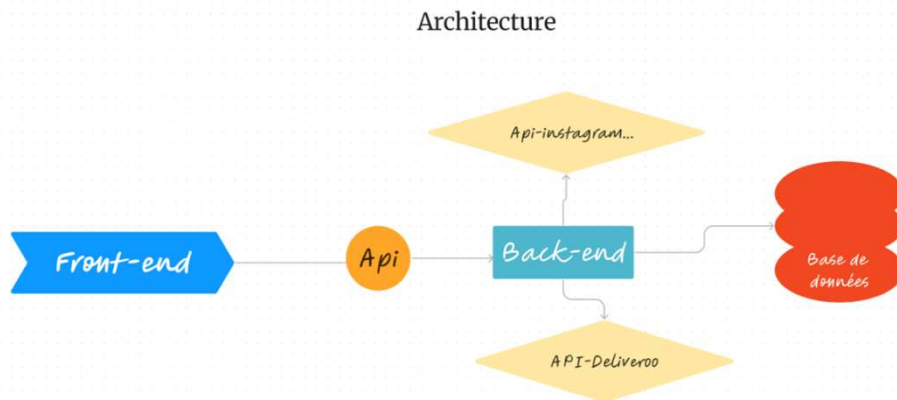 Architecture
Api-instagram...
Front-end
Api
Back-end
Base de
données
API-Deliveroo